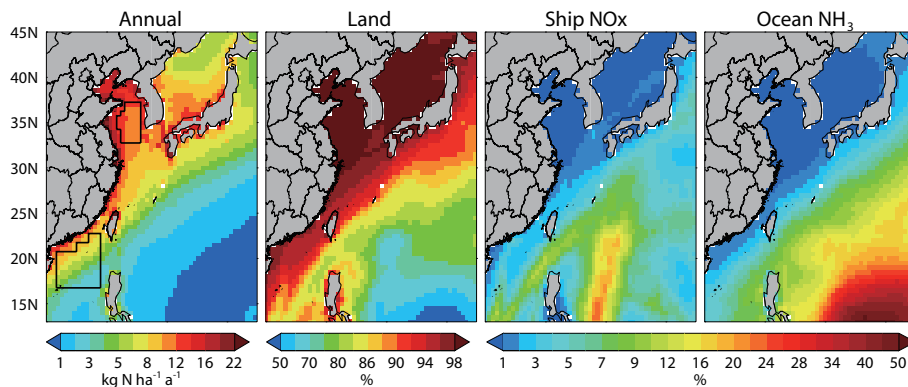 Annual Land Ship NOx Ocean NH₃
45N
40N
35N
30N
25N
20N
15N
1 3 5 8 12 16 22 50 70 80 86 90 94 98 1 3 5 7 9 12 16 20 24 28 34 40 50
kg N ha⁻¹ a⁻¹ % % %